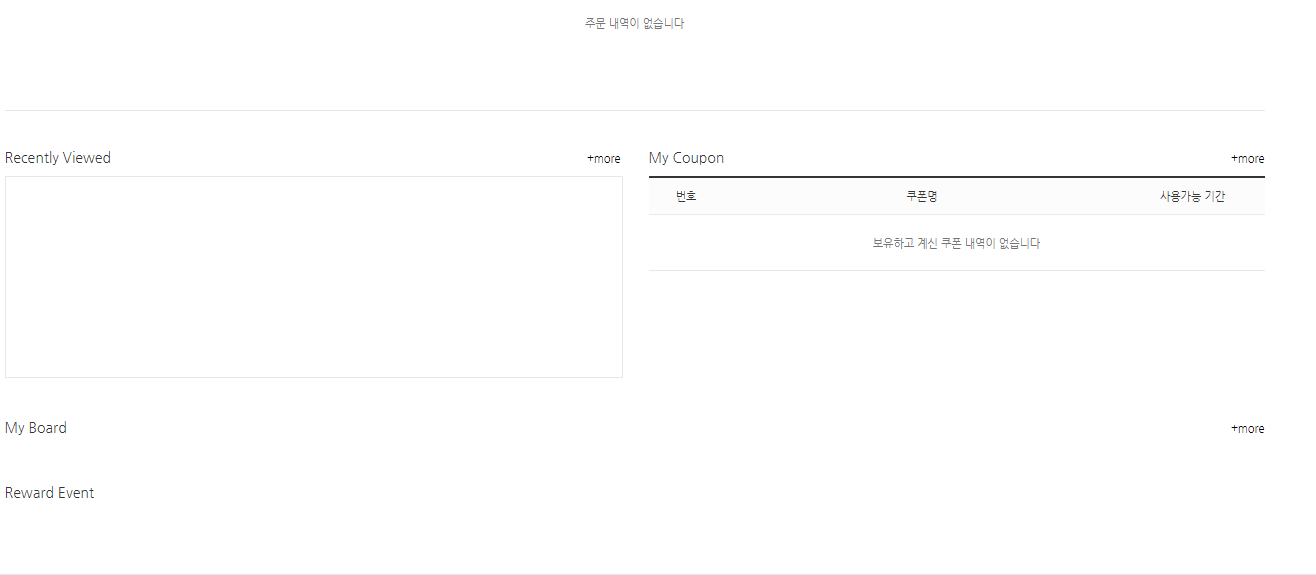 주문 내역이 없습니다
Recently Viewed
+more
My Coupon
+more
번호 쿠폰명 사용가능 기간
보유하고 계신 쿠폰 내역이 없습니다
My Board
+more
Reward Event